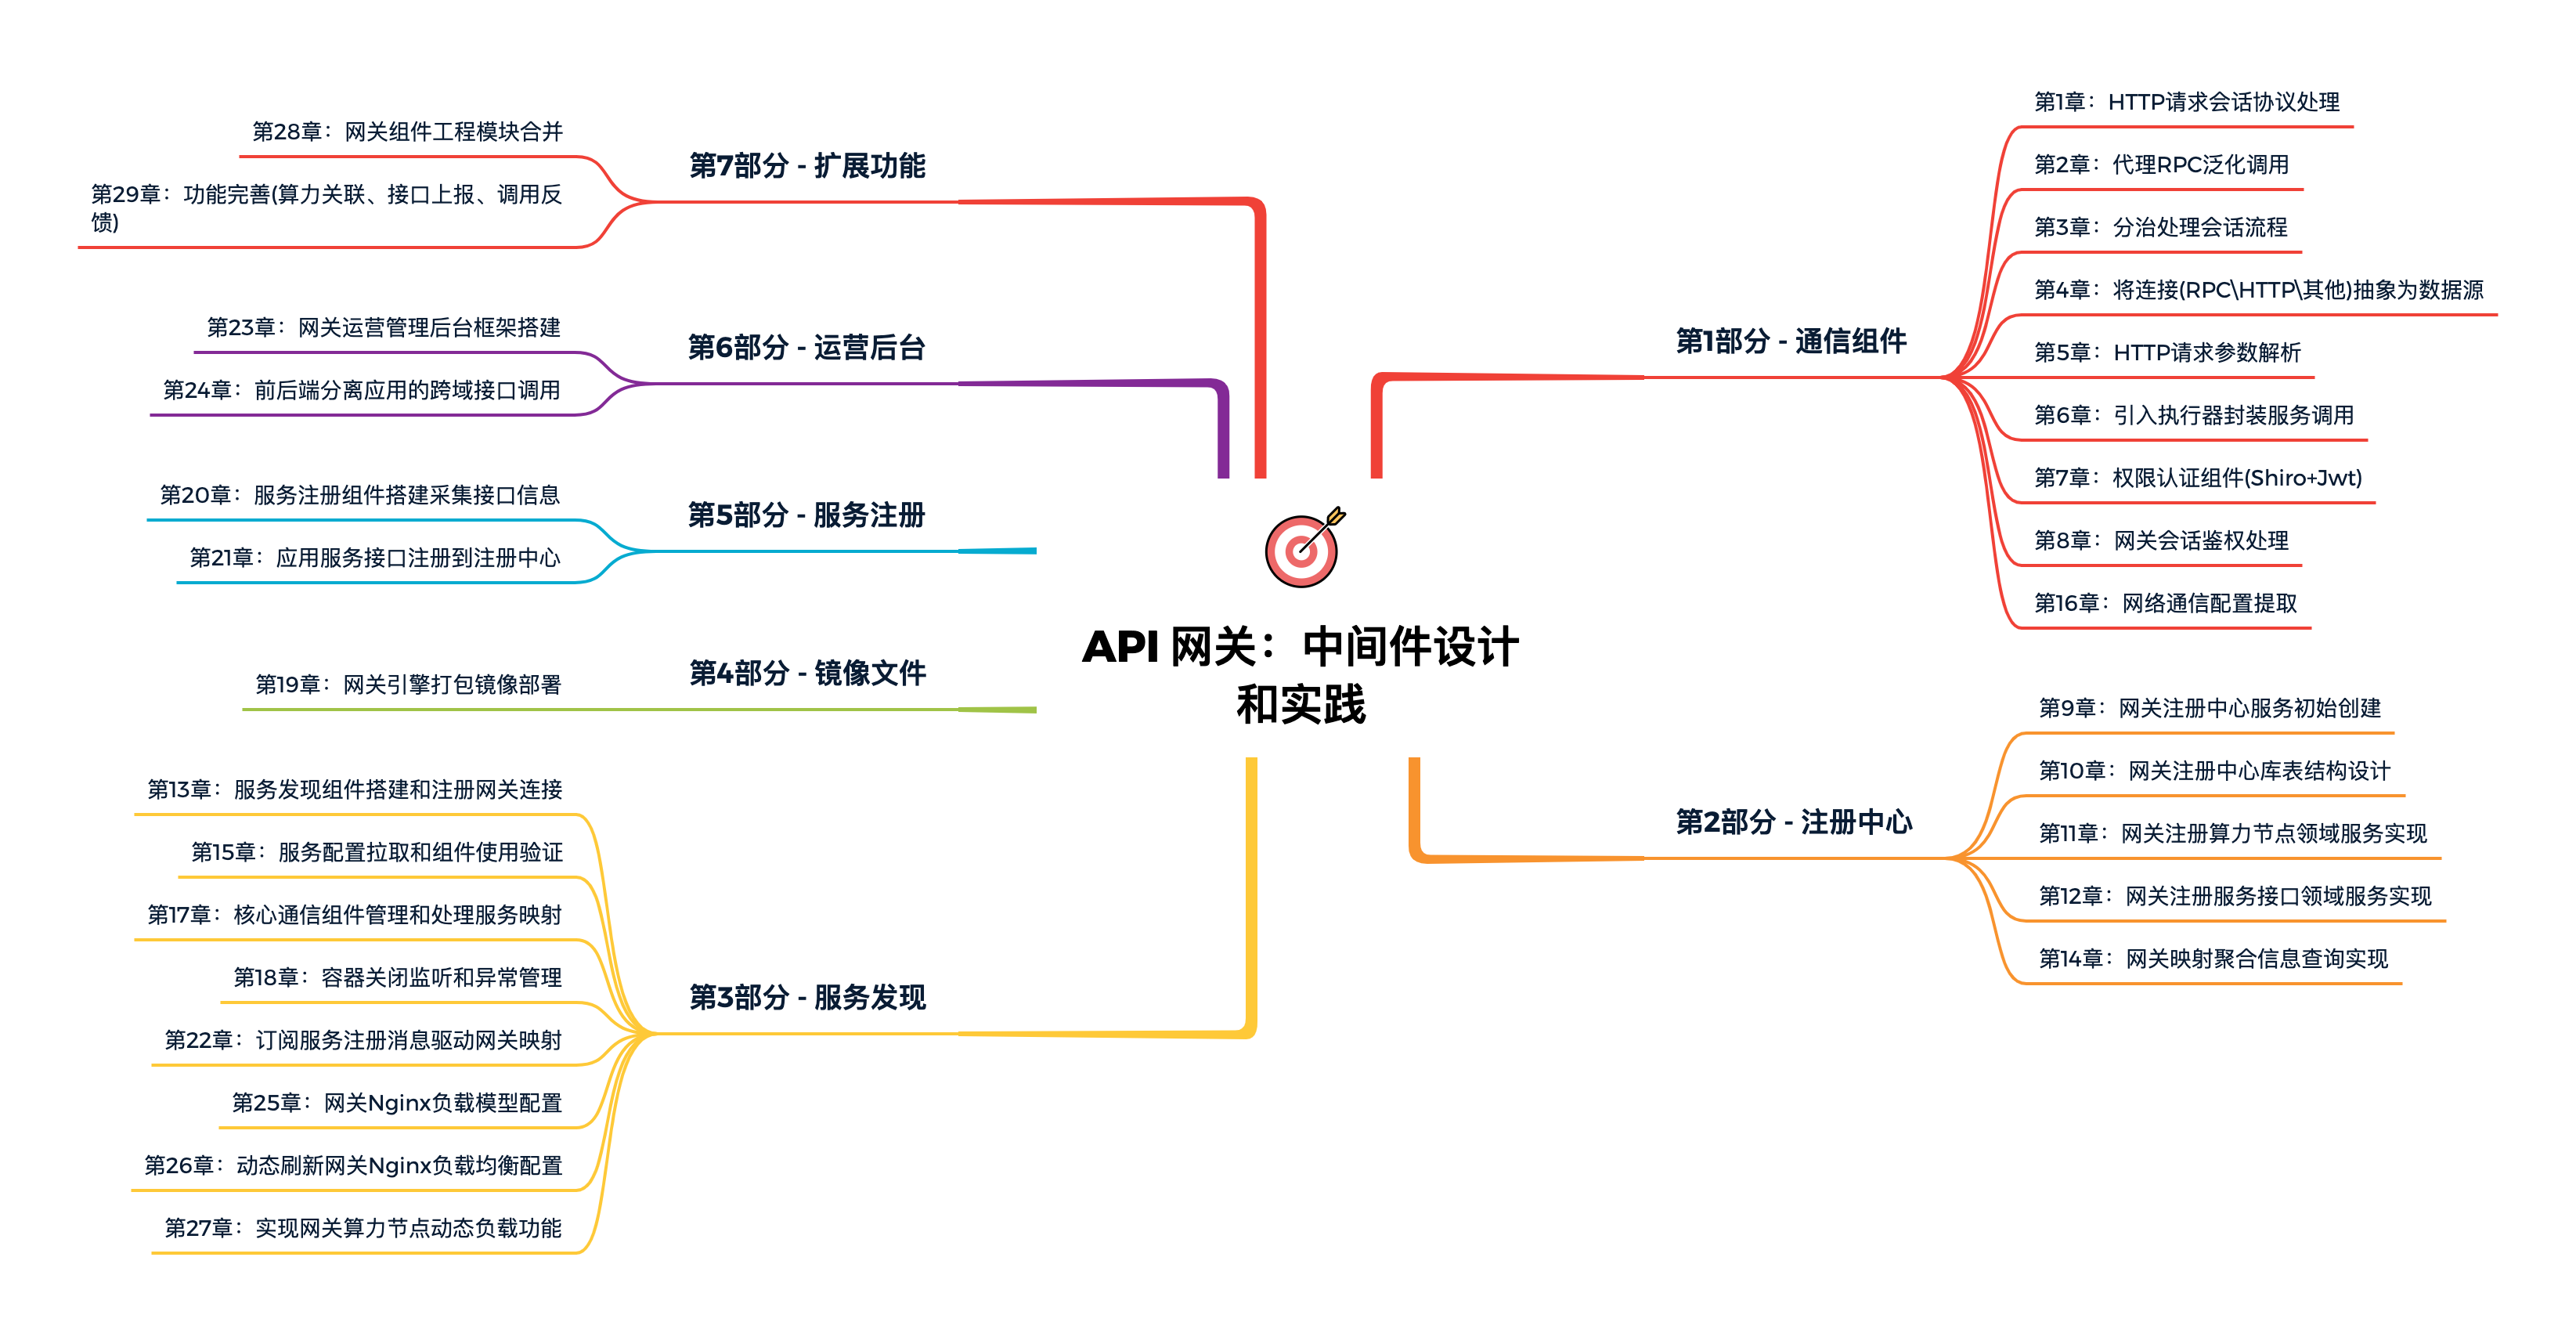 API 网关：中间件设计
和实践
第1部分 - 通信组件
第1章：HTTP请求会话协议处理
第2章：代理RPC泛化调用
第3章：分治处理会话流程
第4章：将连接(RPC\HTTP\其他)抽象为数据源
第5章：HTTP请求参数解析
第6章：引入执行器封装服务调用
第7章：权限认证组件(Shiro+Jwt)
第8章：网关会话鉴权处理
第16章：网络通信配置提取
第2部分 - 注册中心
第9章：网关注册中心服务初始创建
第10章：网关注册中心库表结构设计
第11章：网关注册算力节点领域服务实现
第12章：网关注册服务接口领域服务实现
第14章：网关映射聚合信息查询实现
第3部分 - 服务发现
第13章：服务发现组件搭建和注册网关连接
第15章：服务配置拉取和组件使用验证
第17章：核心通信组件管理和处理服务映射
第18章：容器关闭监听和异常管理
第22章：订阅服务注册消息驱动网关映射
第25章：网关Nginx负载模型配置
第26章：动态刷新网关Nginx负载均衡配置
第27章：实现网关算力节点动态负载功能
第4部分 - 镜像文件
第19章：网关引擎打包镜像部署
第5部分 - 服务注册
第20章：服务注册组件搭建采集接口信息
第21章：应用服务接口注册到注册中心
第6部分 - 运营后台
第23章：网关运营管理后台框架搭建
第24章：前后端分离应用的跨域接口调用
第7部分 - 扩展功能
第28章：网关组件工程模块合并
第29章：功能完善(算力关联、接口上报、调用反
馈)